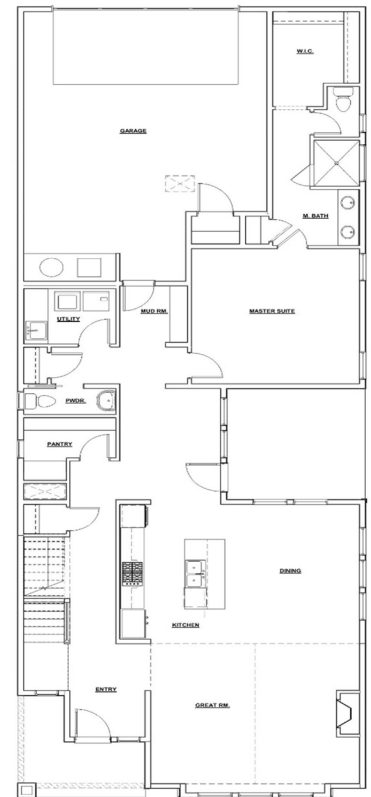 W.I.C.
GARAGE
M. BATH
MUD RM.
MASTER SUITE
UTILITY
PWDR.
PANTRY
DINING
KITCHEN
ENTRY
GREAT RM.